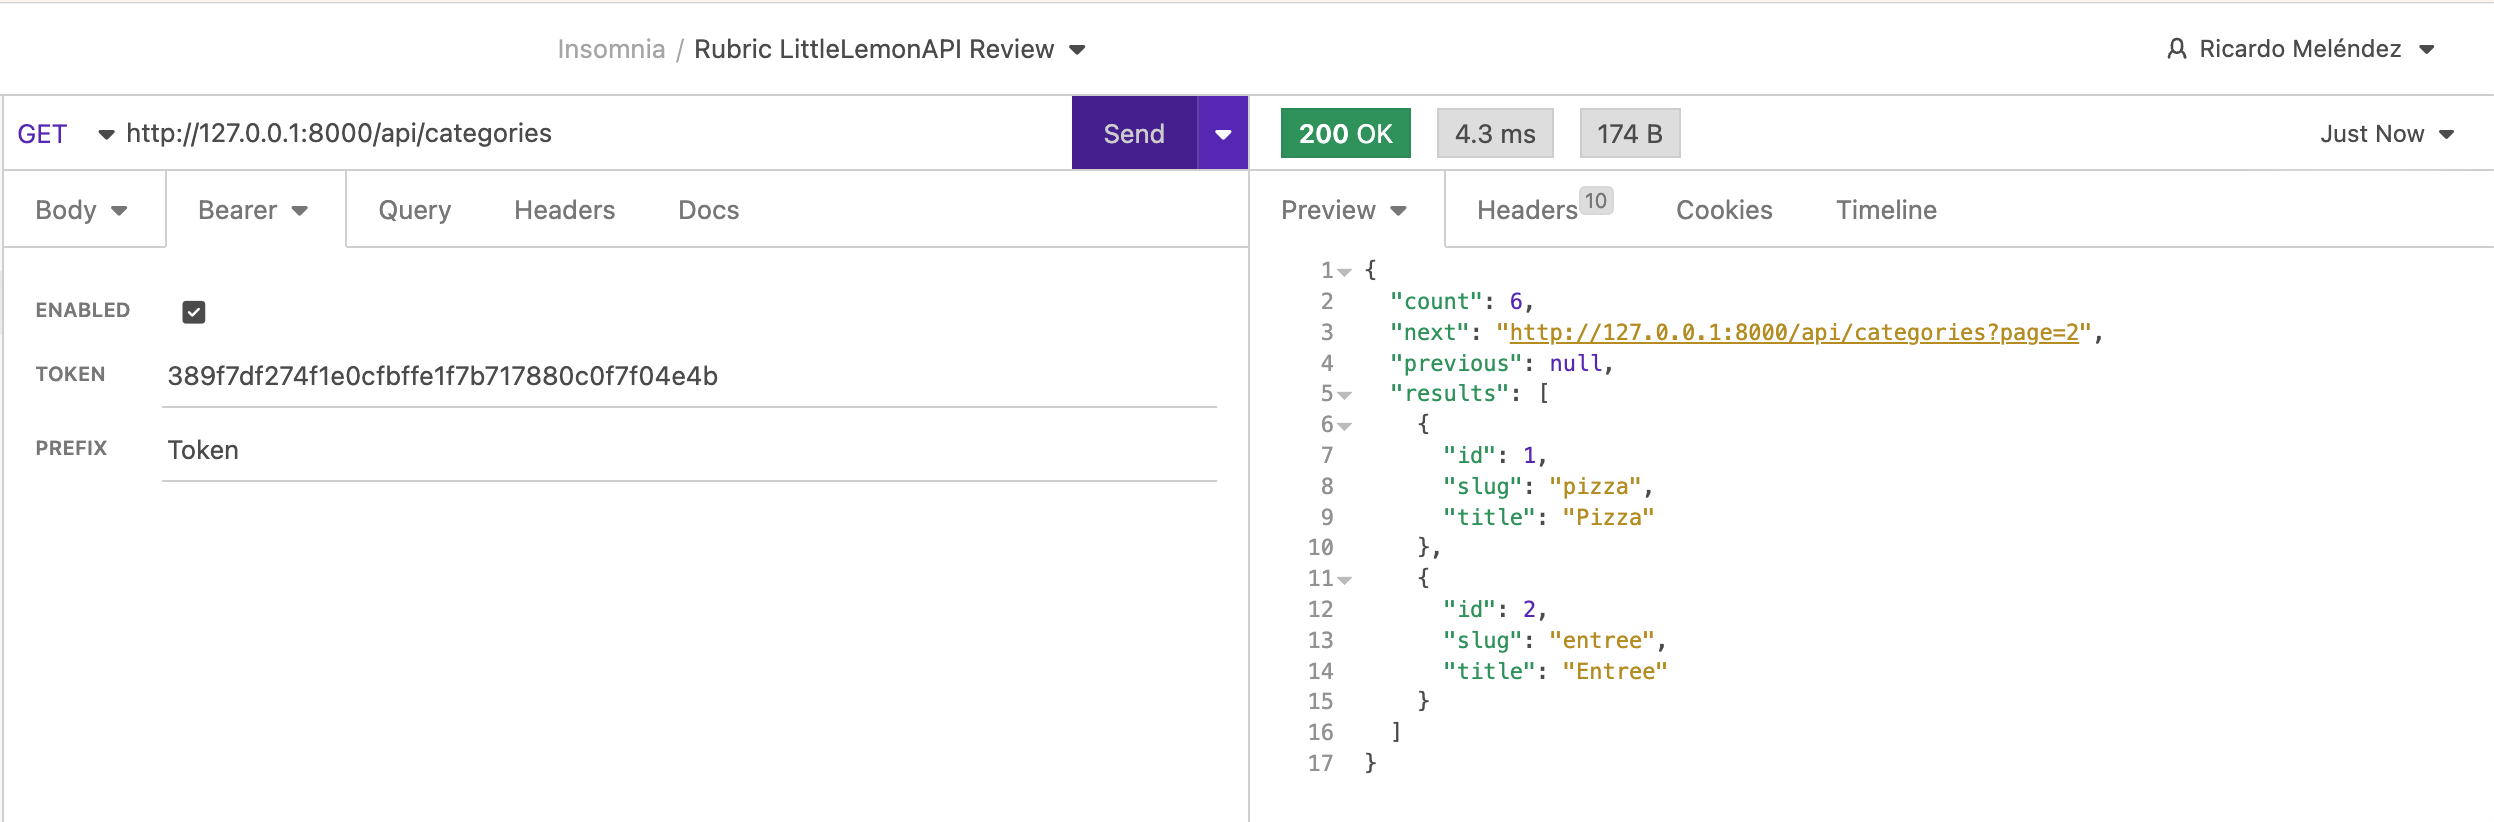 Insomnia / Rubric LittleLemonAPI Review
Ricardo Meléndez
GET http://127.0.0.1:8000/api/categories
Send
200 OK 4.3 ms 174 B
Just Now
Body Bearer Query Headers Docs
ENABLED
TOKEN 389f7df274f1e0cfbffe1f7b717880c0f7f04e4b
PREFIX Token
Preview Headers 10 Cookies Timeline
1 {
2 "count": 6,
3 "next": "http://127.0.0.1:8000/api/categories?page=2",
4 "previous": null,
5 "results": [
6 {
7 "id": 1,
8 "slug": "pizza",
9 "title": "Pizza"
10 },
11 {
12 "id": 2,
13 "slug": "entree",
14 "title": "Entree"
15 }
16 ]
17 }